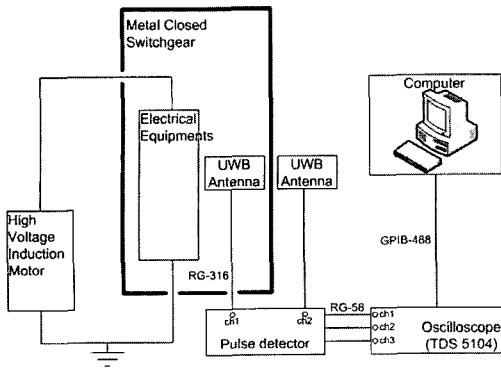 Metal Closed
Switchgear
Computer
Electrical
Equipments
UWB
Antenna
UWB
Antenna
High
Voltage
Induction
Motor
GPIB-488
RG-316
RG-58
ch1
ch2
ch1
ch2
ch3
Pulse detector
Oscilloscope
(TDS 5104)